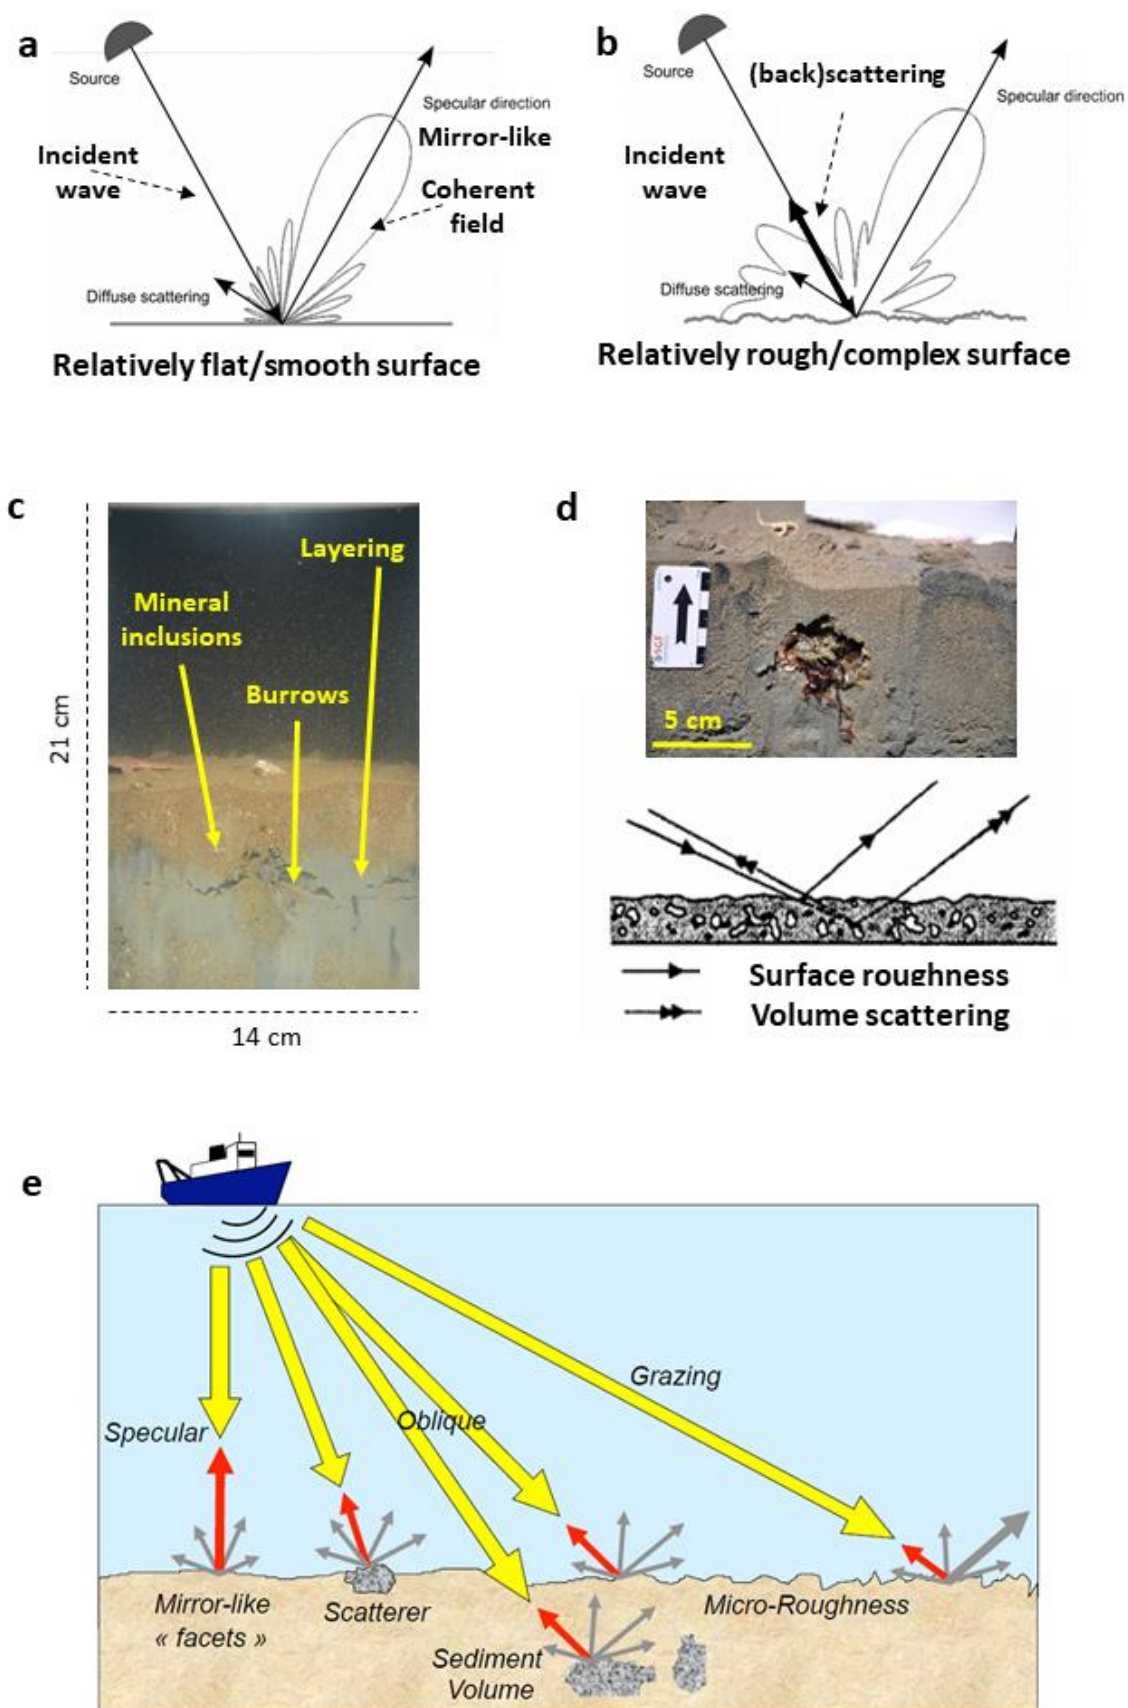 a
Source
Specular direction
Mirror-like
Incident
wave
Coherent
field
Diffuse scattering
Relatively flat/smooth surface
b
Source
(back)scattering
Specular direction
Incident
wave
Diffuse scattering
Relatively rough/complex surface
c
Layering
Mineral
inclusions
Burrows
21 cm
14 cm
d
5 cm
Surface roughness
Volume scattering
e
Specular
Oblique
Grazing
Mirror-like
« facets »
Scatterer
Sediment
Volume
Micro-Roughness